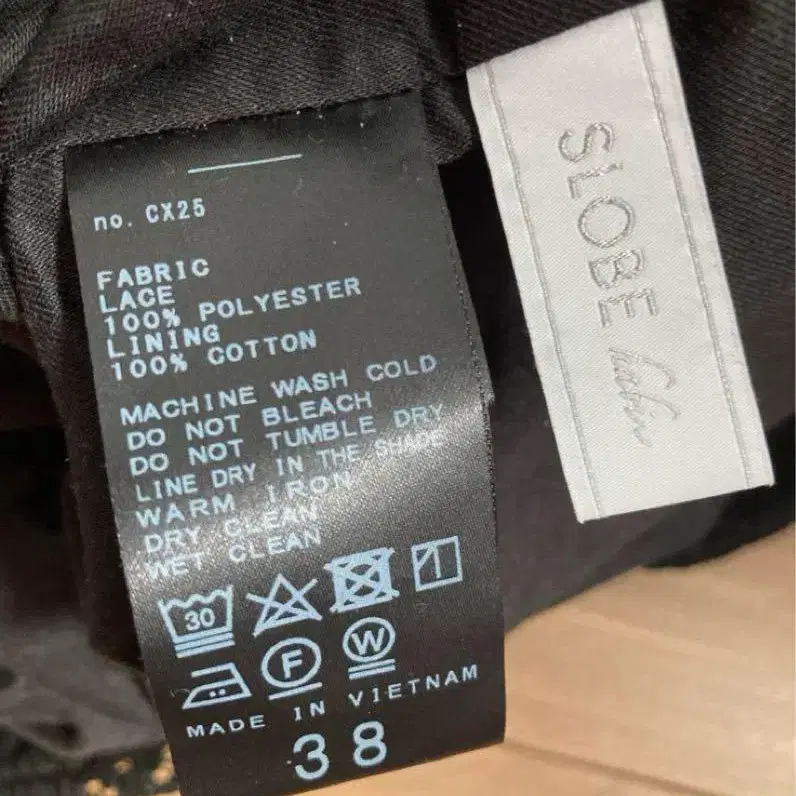 no. CX25
FABRIC
LACE
100% POLYESTER
LINING
100% COTTON
MACHINE WASH COLD
DO NOT BLEACH
DO NOT TUMBLE DRY
LINE DRY IN THE SHADE
WARM IRON
DRY CLEAN
WET CLEAN
30
F W
MADE IN VIETNAM
38
SLOBE